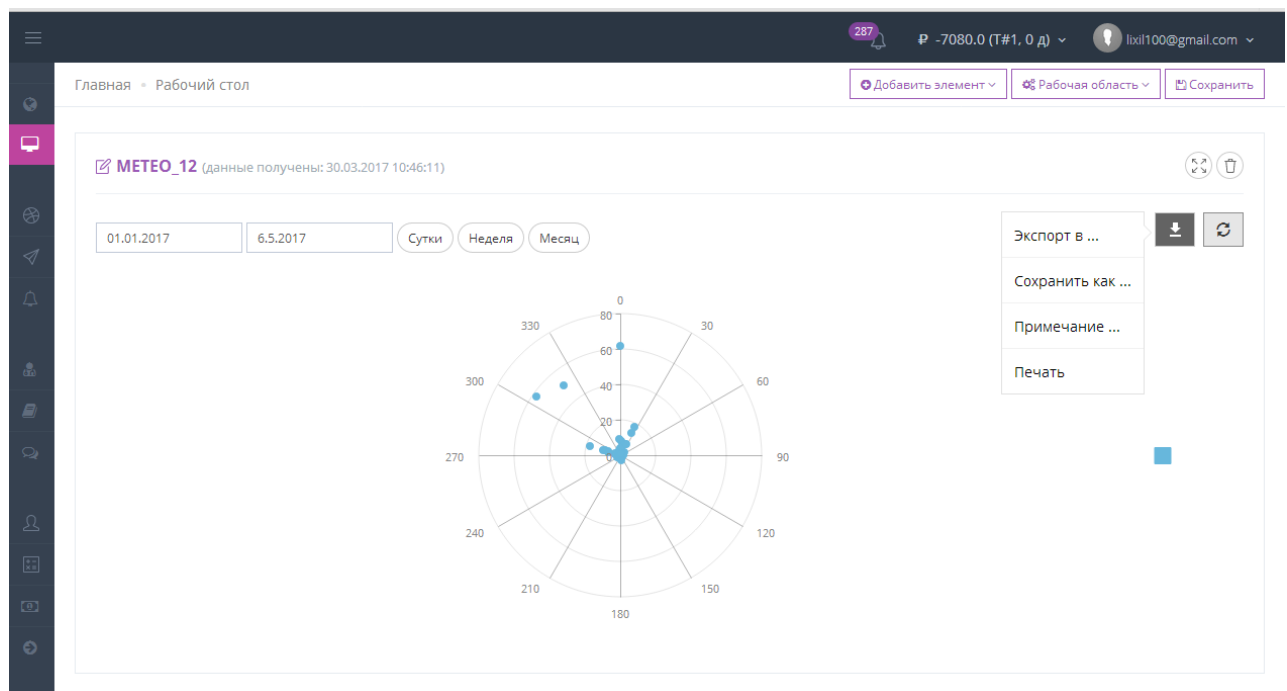 287
₽ -7080.0 (T#1, 0 д)
lixil100@gmail.com
Главная • Рабочий стол
Добавить элемент
Рабочая область
Сохранить
METEO_12 (данные получены: 30.03.2017 10:46:11)
01.01.2017
6.5.2017
Сутки
Неделя
Месяц
Экспорт в ...
Сохранить как ...
Примечание ...
Печать
0
30
60
90
120
150
180
210
240
270
300
330
80
60
40
20
0